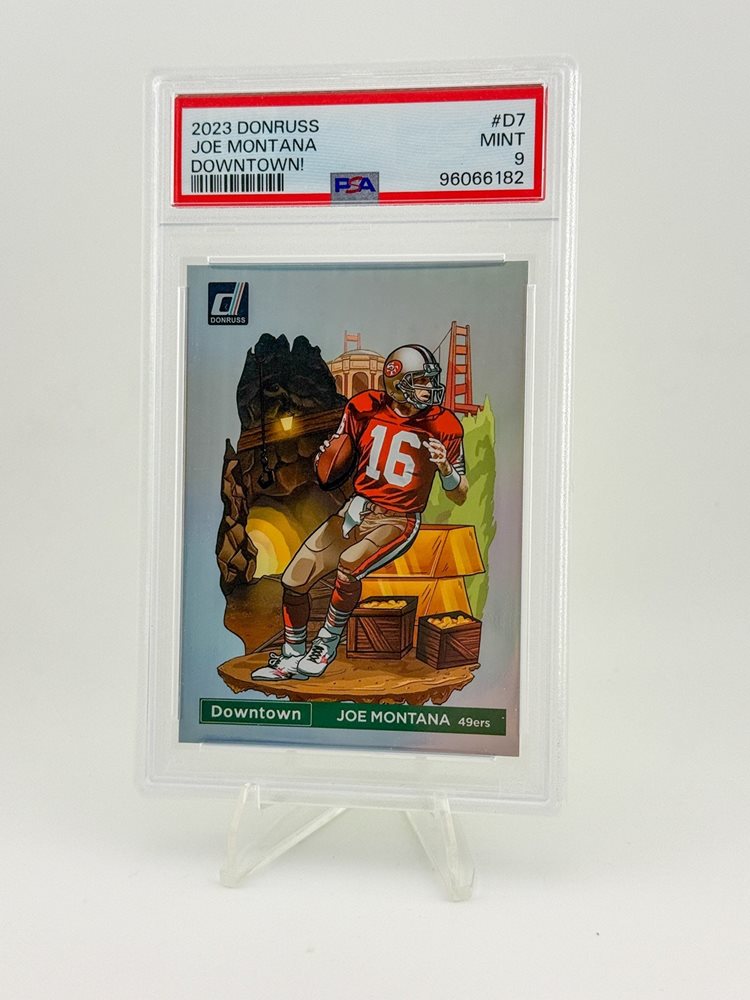 2023 DONRUSS #D7
JOE MONTANA MINT
DOWNTOWN! 9
PSA 96066182
DONRUSS
16
Downtown JOE MONTANA 49ers